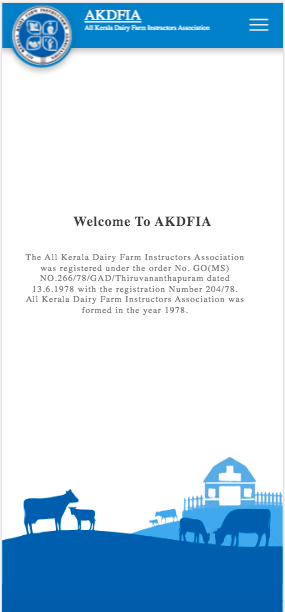 AKDFIA
All Kerala Dairy Farm Instructors Association
Welcome To AKDFIA
The All Kerala Dairy Farm Instructors Association
was registered under the order No. GO(MS)
NO.266/78/GAD/Thiruvananthapuram dated
13.6.1978 with the registration Number 204/78.
All Kerala Dairy Farm Instructors Association was
formed in the year 1978.